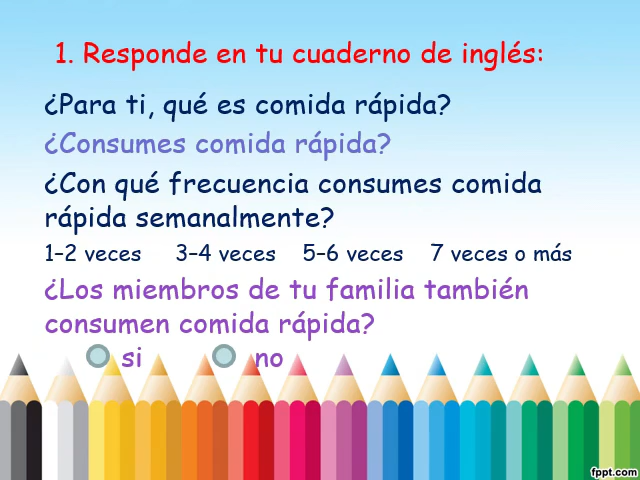 1. Responde en tu cuaderno de inglés:
¿Para ti, qué es comida rápida?
¿Consumes comida rápida?
¿Con qué frecuencia consumes comida
rápida semanalmente?
1–2 veces 3–4 veces 5–6 veces 7 veces o más
¿Los miembros de tu familia también
consumen comida rápida?
si no
fppt.com